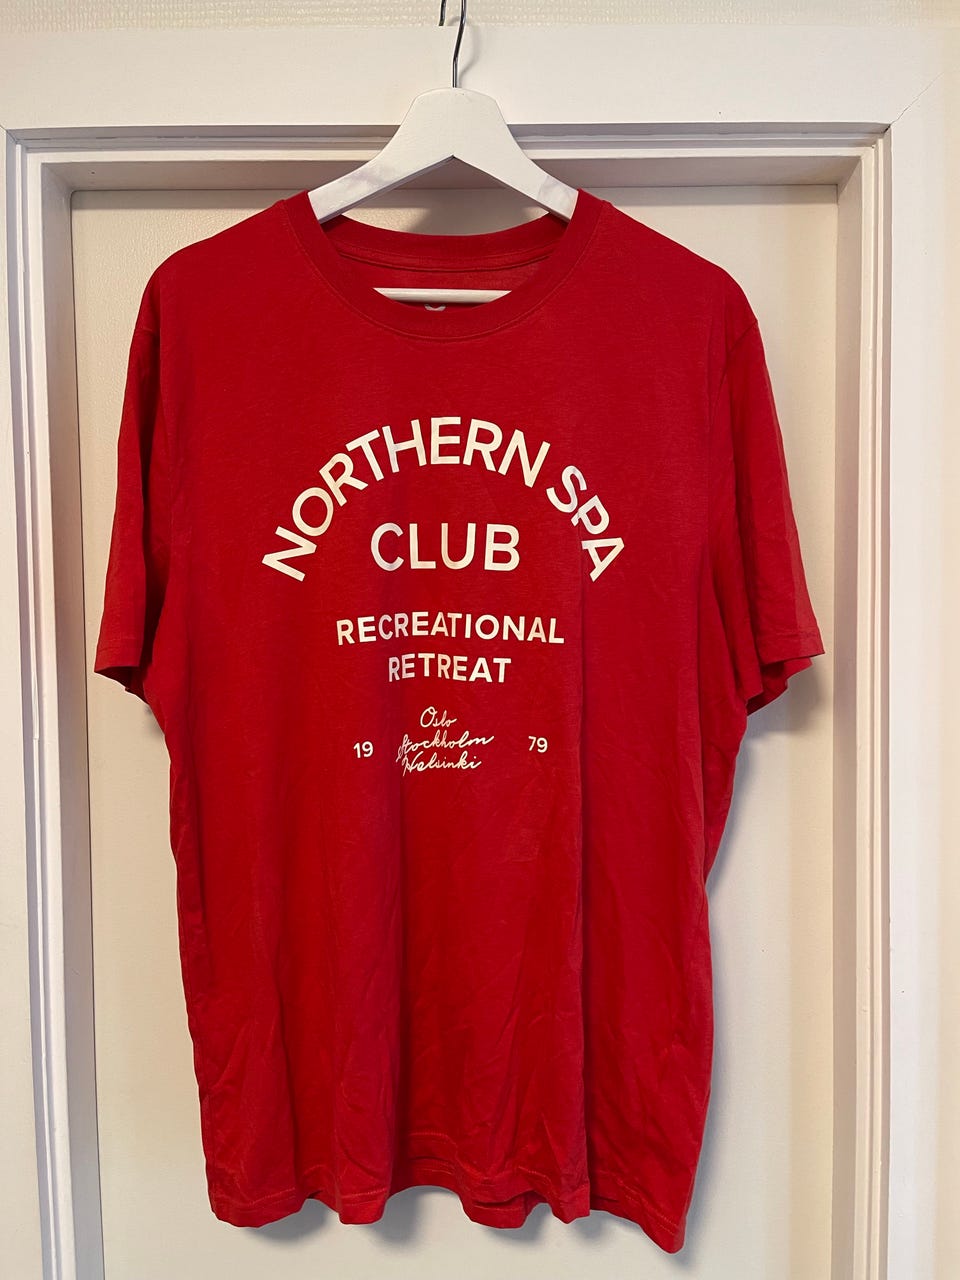 NORTHERN SPA
CLUB
RECREATIONAL
RETREAT
Oslo
19 Stockholm 79
Helsinki